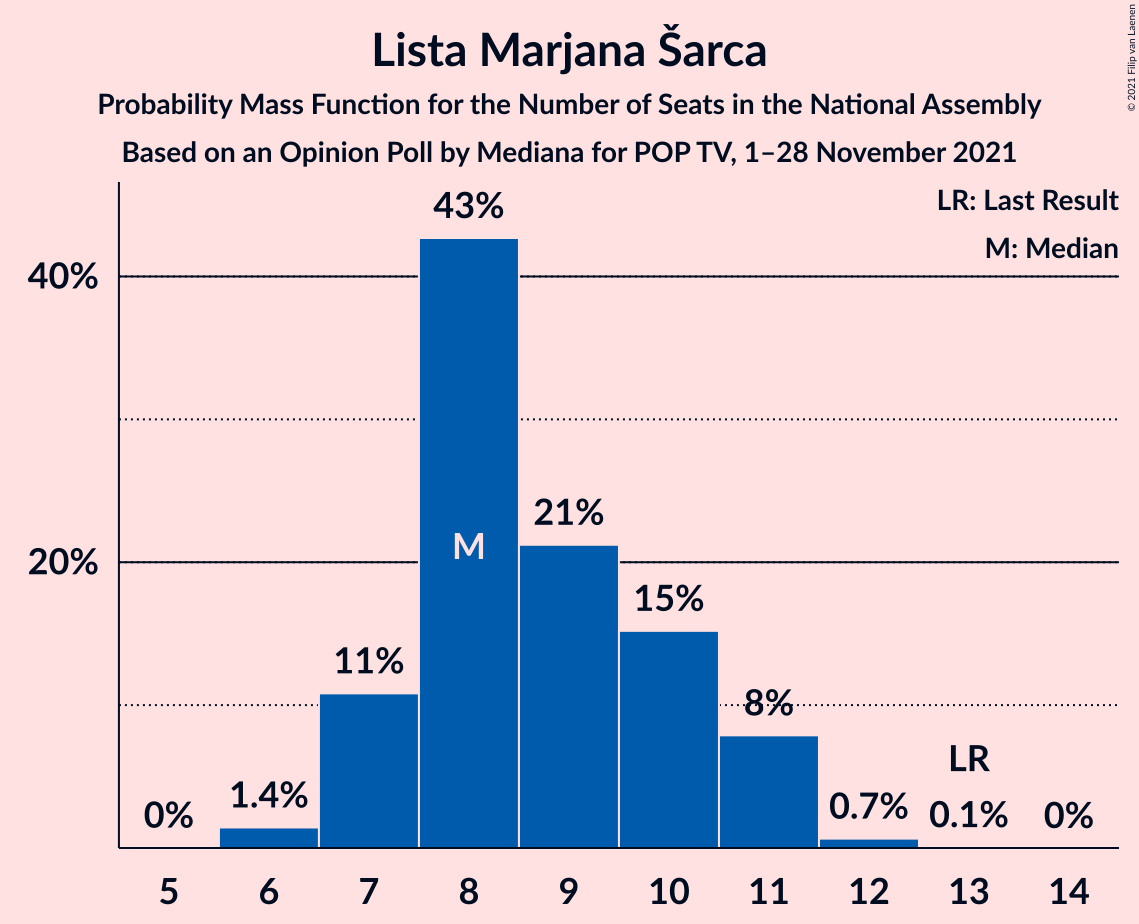 Lista Marjana Šarca
Probability Mass Function for the Number of Seats in the National Assembly
Based on an Opinion Poll by Mediana for POP TV, 1–28 November 2021
© 2021 Filip van Laenen
LR: Last Result
M: Median
40%
20%
0%
1.4%
11%
43%
M
21%
15%
8%
0.7%
LR
0.1%
0%
5 6 7 8 9 10 11 12 13 14